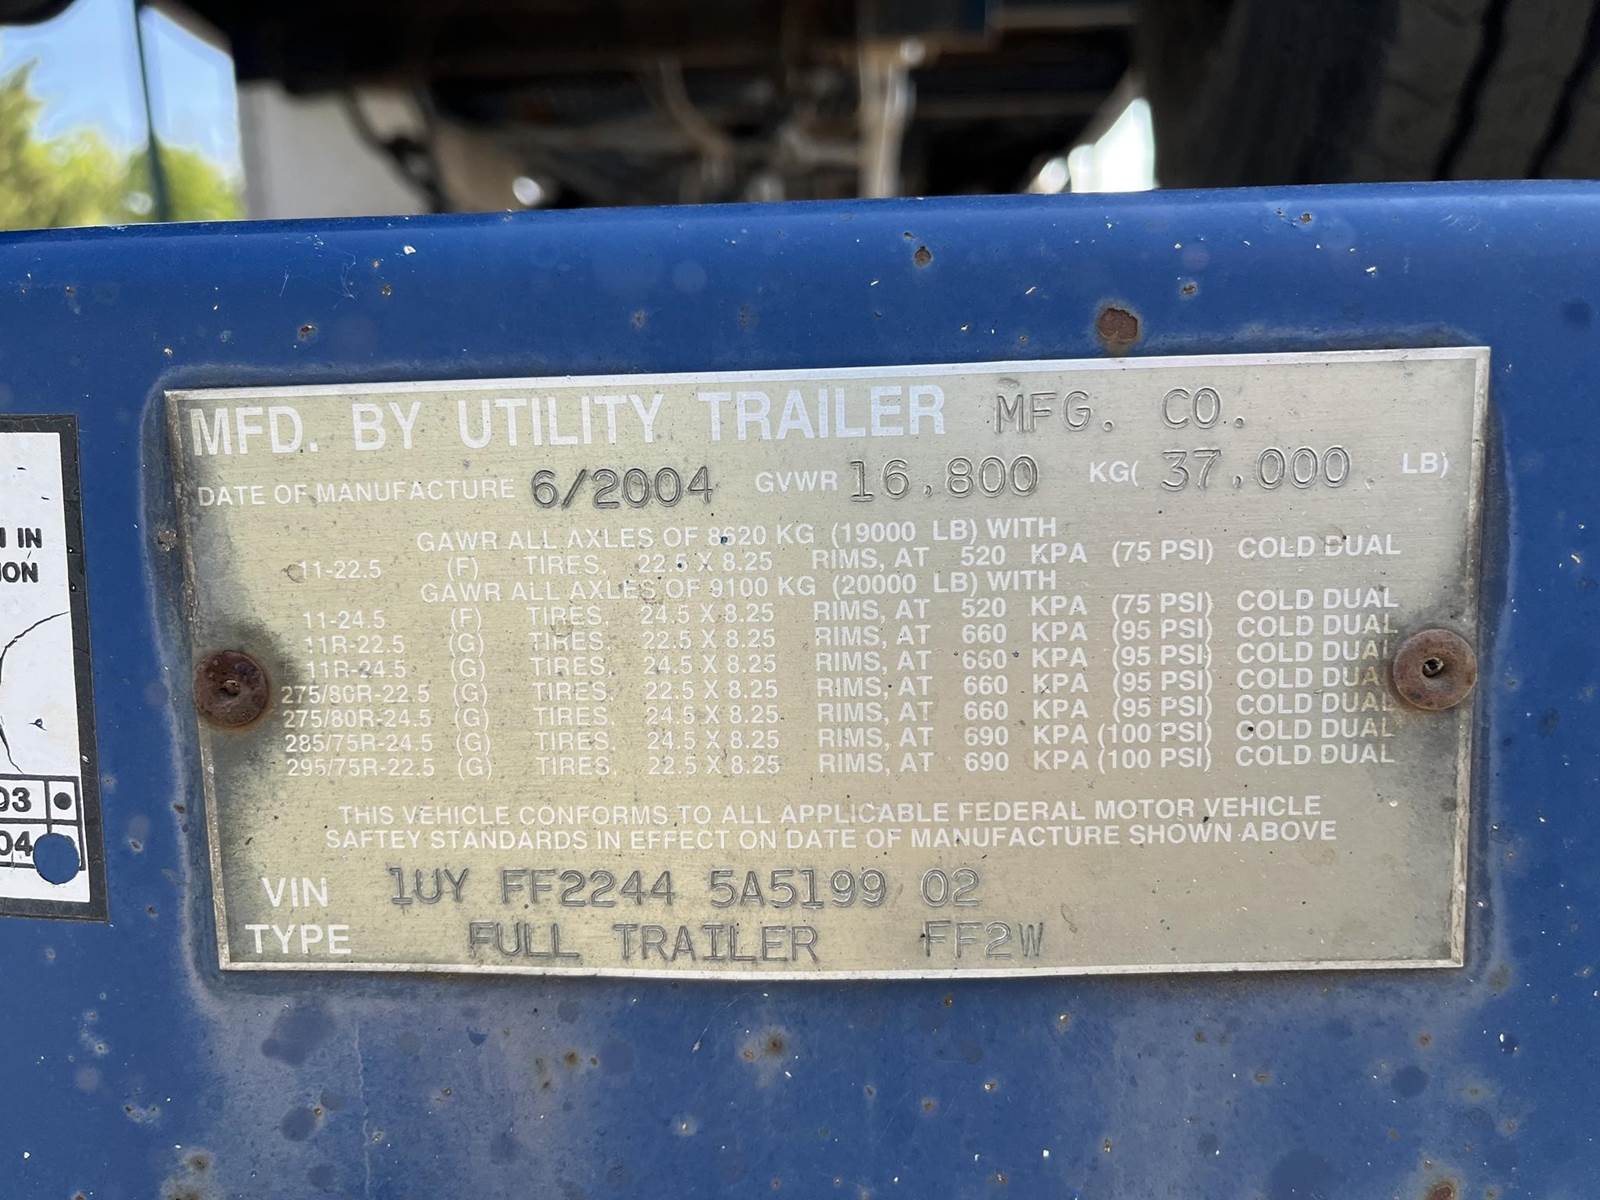 MFD. BY UTILITY TRAILER MFG. CO.
DATE OF MANUFACTURE 6/2004 GVWR 16,800 KG( 37,000 LB)
GAWR ALL AXLES OF 8620 KG (19000 LB) WITH
11-22.5 (F) TIRES, 22.5 X 8.25 RIMS, AT 520 KPA (75 PSI) COLD DUAL
GAWR ALL AXLES OF 9100 KG (20000 LB) WITH
11-24.5 (F) TIRES, 24.5 X 8.25 RIMS, AT 520 KPA (75 PSI) COLD DUAL
11R-22.5 (G) TIRES, 22.5 X 8.25 RIMS, AT 660 KPA (95 PSI) COLD DUAL
11R-24.5 (G) TIRES, 24.5 X 8.25 RIMS, AT 660 KPA (95 PSI) COLD DUAL
275/80R-22.5 (G) TIRES, 22.5 X 8.25 RIMS, AT 660 KPA (95 PSI) COLD DUAL
275/80R-24.5 (G) TIRES, 24.5 X 8.25 RIMS, AT 660 KPA (95 PSI) COLD DUAL
285/75R-24.5 (G) TIRES, 24.5 X 8.25 RIMS, AT 690 KPA (100 PSI) COLD DUAL
295/75R-22.5 (G) TIRES, 22.5 X 8.25 RIMS, AT 690 KPA (100 PSI) COLD DUAL
THIS VEHICLE CONFORMS TO ALL APPLICABLE FEDERAL MOTOR VEHICLE
SAFTEY STANDARDS IN EFFECT ON DATE OF MANUFACTURE SHOWN ABOVE
VIN 1UY FF2244 5A5199 02
TYPE FULL TRAILER FF2W
IN
ION
03
04